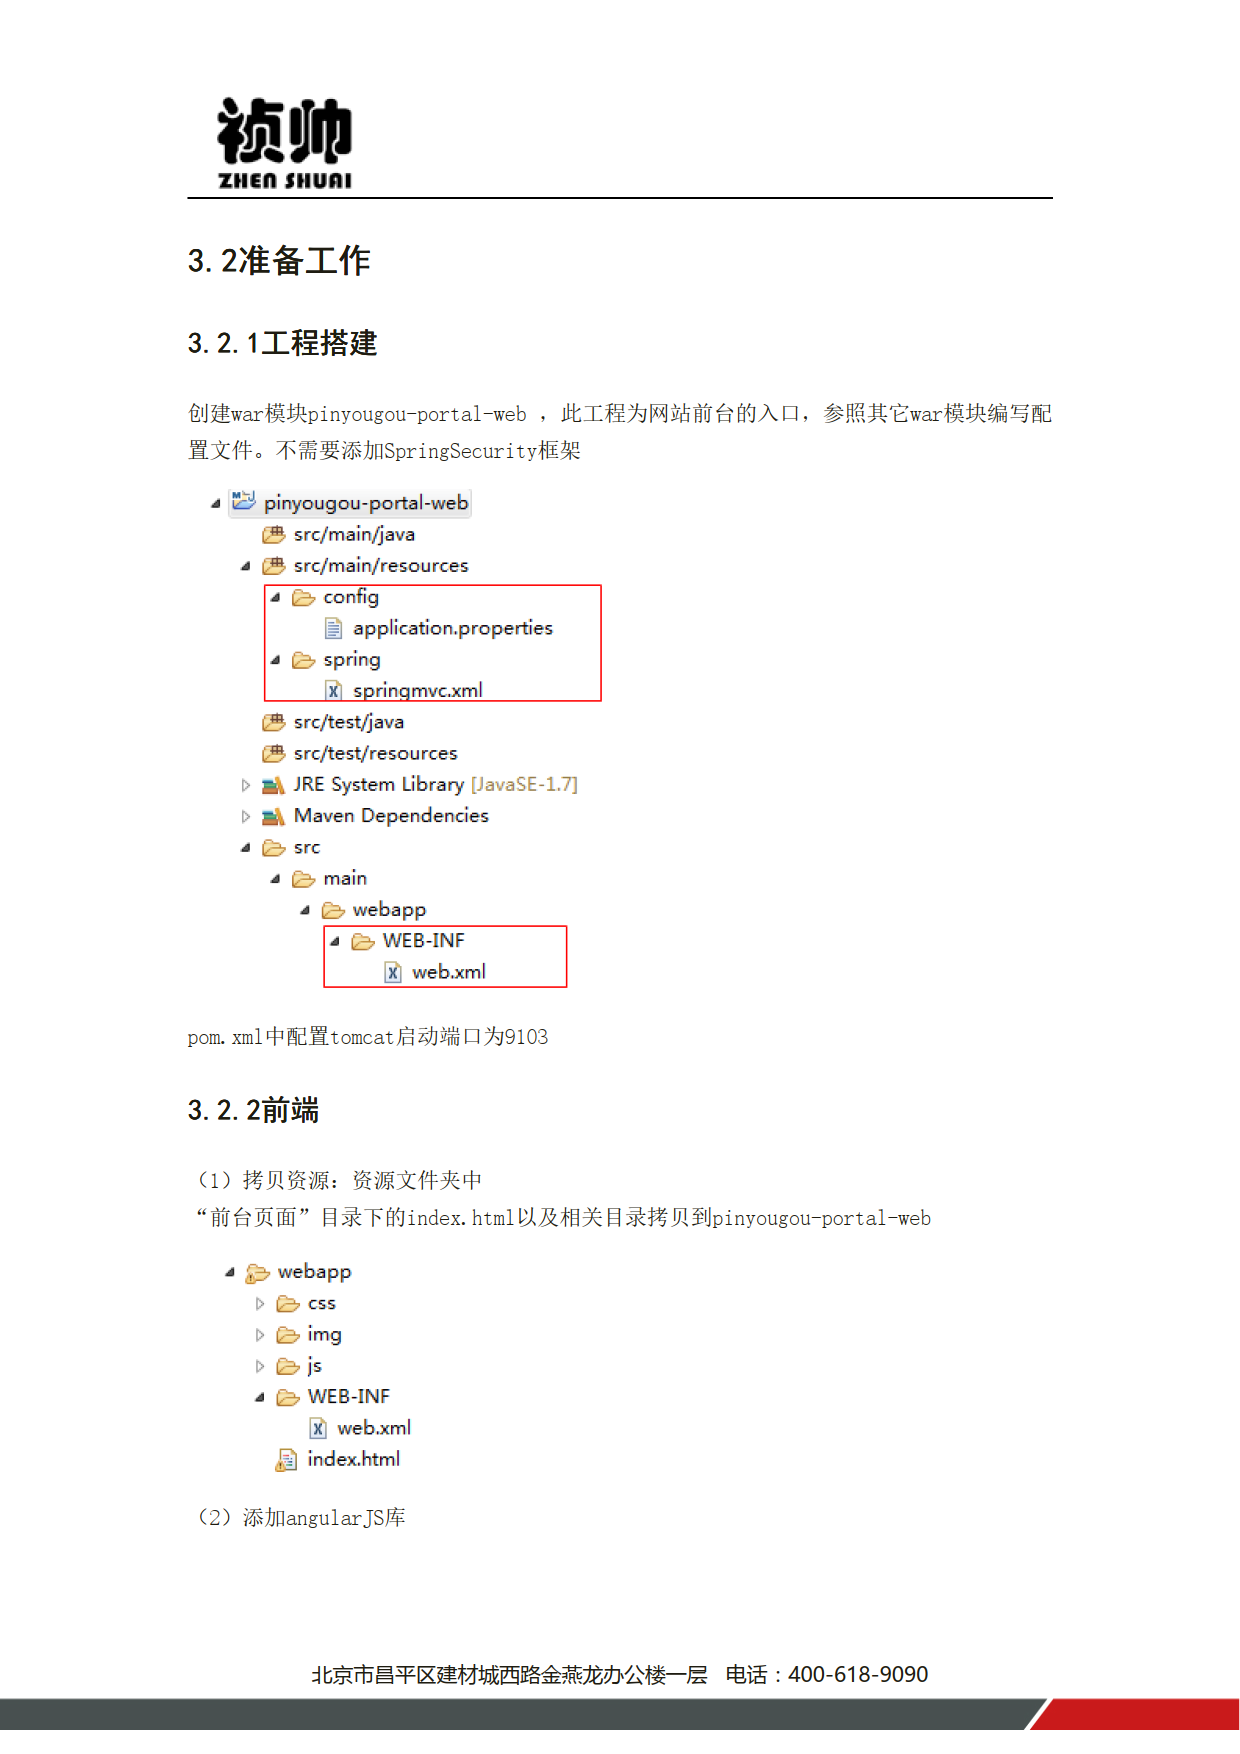 祯帅
ZHEN SHUAI
3.2准备工作
3.2.1工程搭建
创建war模块pinyougou-portal-web ，此工程为网站前台的入口，参照其它war模块编写配
置文件。不需要添加SpringSecurity框架
pinyougou-portal-web
src/main/java
src/main/resources
config
application.properties
spring
springmvc.xml
src/test/java
src/test/resources
JRE System Library [JavaSE-1.7]
Maven Dependencies
src
main
webapp
WEB-INF
web.xml
pom.xml中配置tomcat启动端口为9103
3.2.2前端
（1）拷贝资源：资源文件夹中
“前台页面”目录下的index.html以及相关目录拷贝到pinyougou-portal-web
webapp
css
img
js
WEB-INF
web.xml
index.html
（2）添加angularJS库
北京市昌平区建材城西路金燕龙办公楼一层 电话：400-618-9090